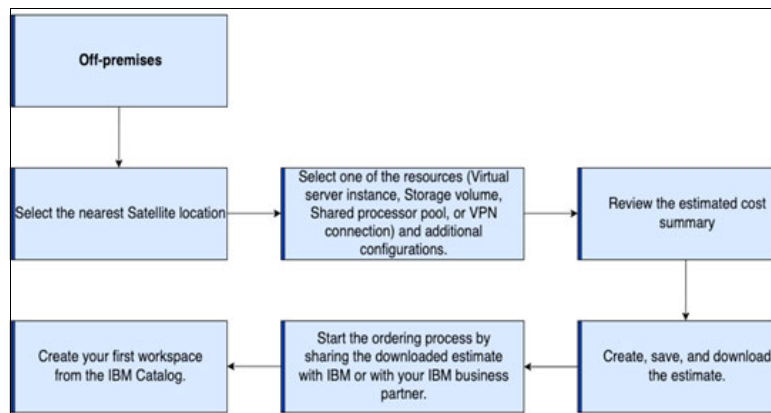 Off-premises
Select the nearest Satellite location
Select one of the resources (Virtual
server instance, Storage volume,
Shared processor pool, or VPN
connection) and additional
configurations.
Review the estimated cost
summary
Create, save, and download
the estimate.
Start the ordering process by
sharing the downloaded estimate
with IBM or with your IBM business
partner.
Create your first workspace
from the IBM Catalog.